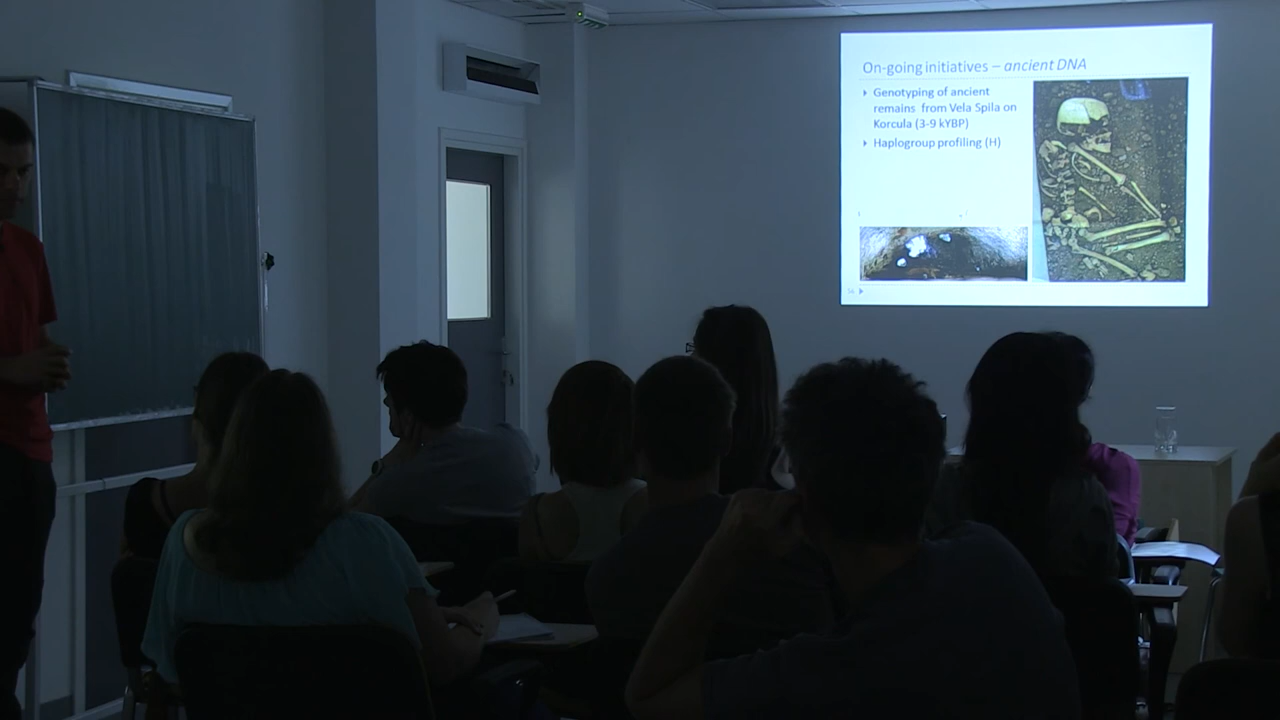 On-going initiatives – ancient DNA
Genotyping of ancient
remains from Vela Spila on
Korcula (3-9 kYBP)
Haplogroup profiling (H)